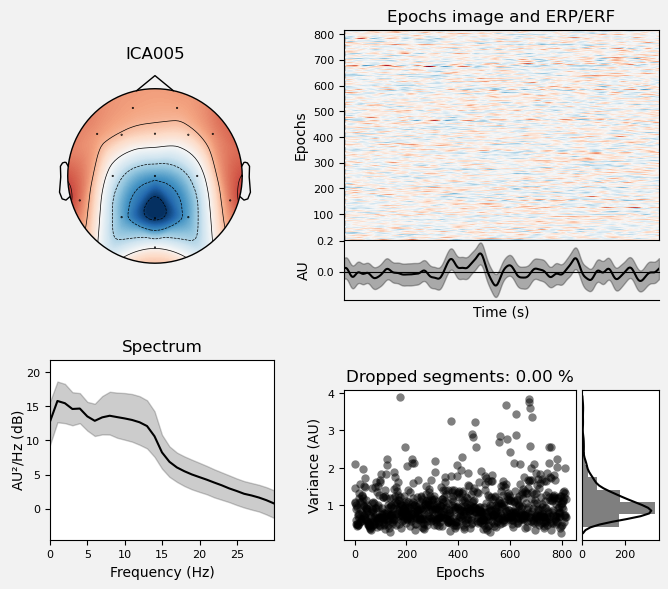 ICA005
Epochs image and ERP/ERF
800
700
600
500
400
300
200
100
Epochs
0.2
0.0
AU
Time (s)
Spectrum
20
15
10
5
0
AU²/Hz (dB)
0 5 10 15 20 25
Frequency (Hz)
Dropped segments: 0.00 %
4
3
2
1
Variance (AU)
0 200 400 600 800
Epochs
0 200